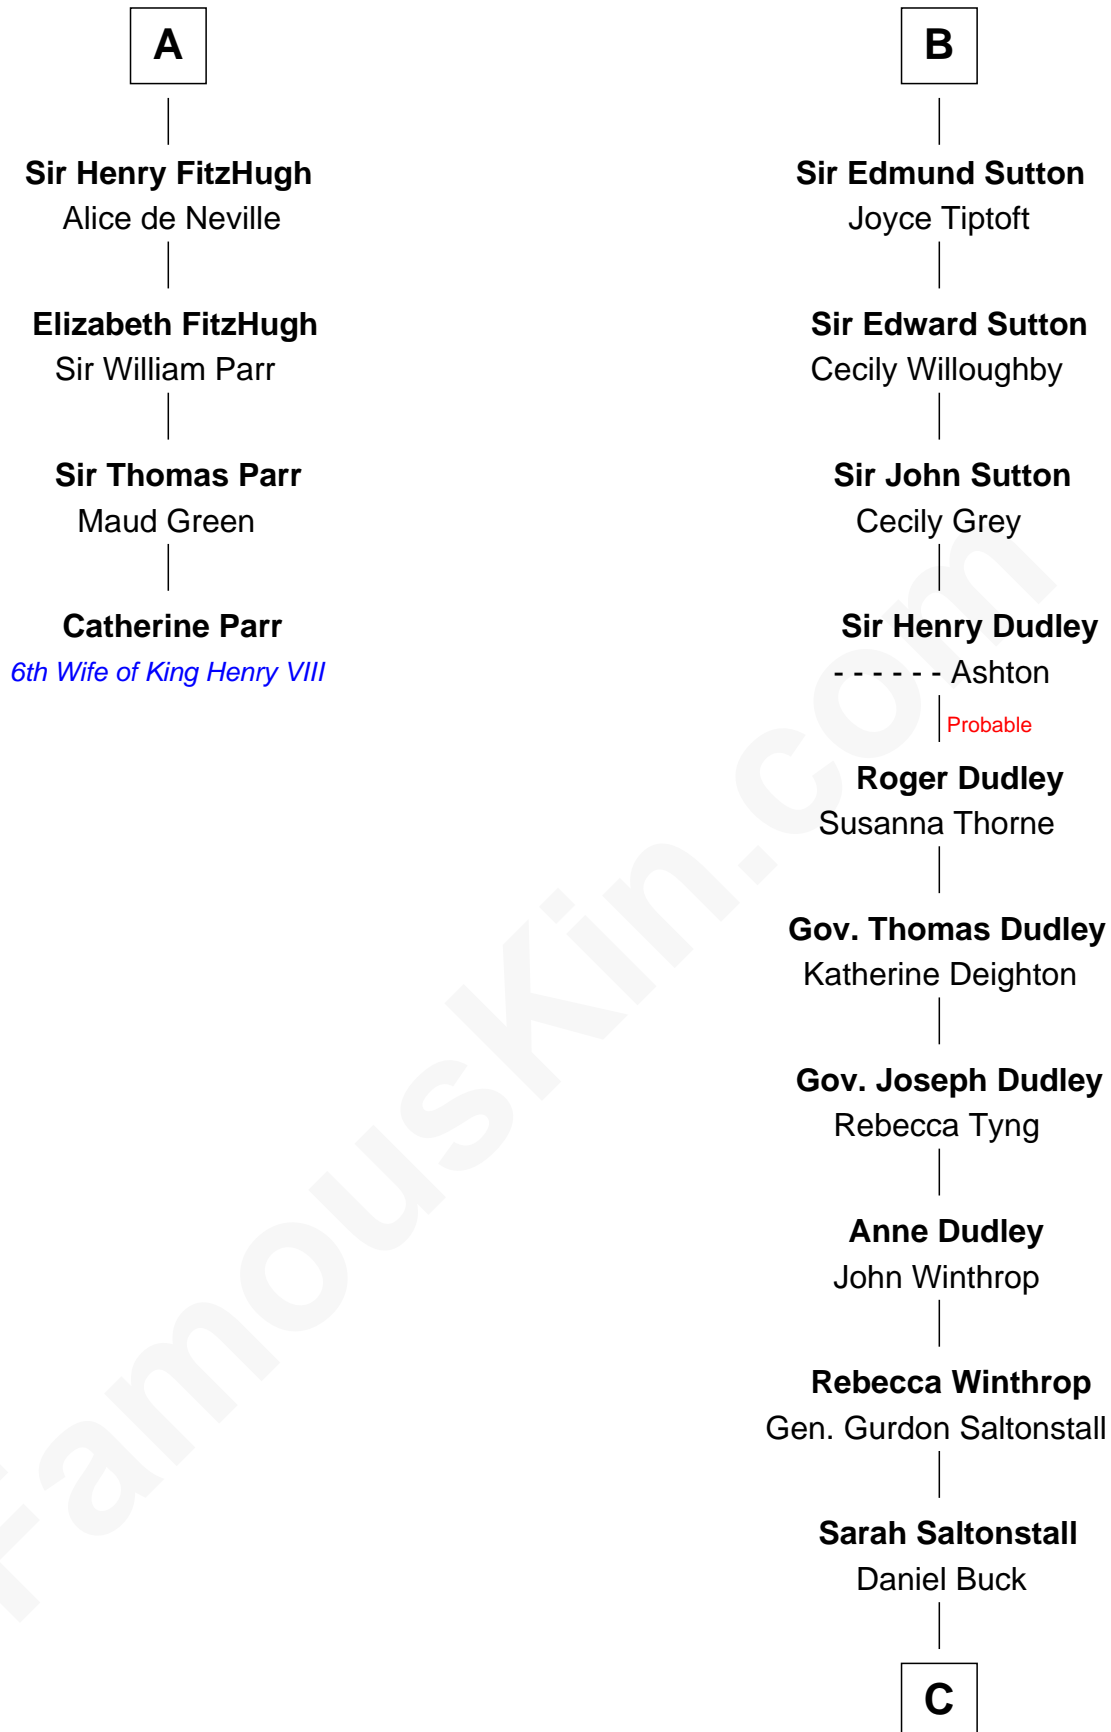 A
Sir Henry FitzHugh
Alice de Neville
Elizabeth FitzHugh
Sir William Parr
Sir Thomas Parr
Maud Green
Catherine Parr
6th Wife of King Henry VIII
B
Sir Edmund Sutton
Joyce Tiptoft
Sir Edward Sutton
Cecily Willoughby
Sir John Sutton
Cecily Grey
Sir Henry Dudley
- - - - - - Ashton
Probable
Roger Dudley
Susanna Thorne
Gov. Thomas Dudley
Katherine Deighton
Gov. Joseph Dudley
Rebecca Tyng
Anne Dudley
John Winthrop
Rebecca Winthrop
Gen. Gurdon Saltonstall
Sarah Saltonstall
Daniel Buck
C
FamousKin.com